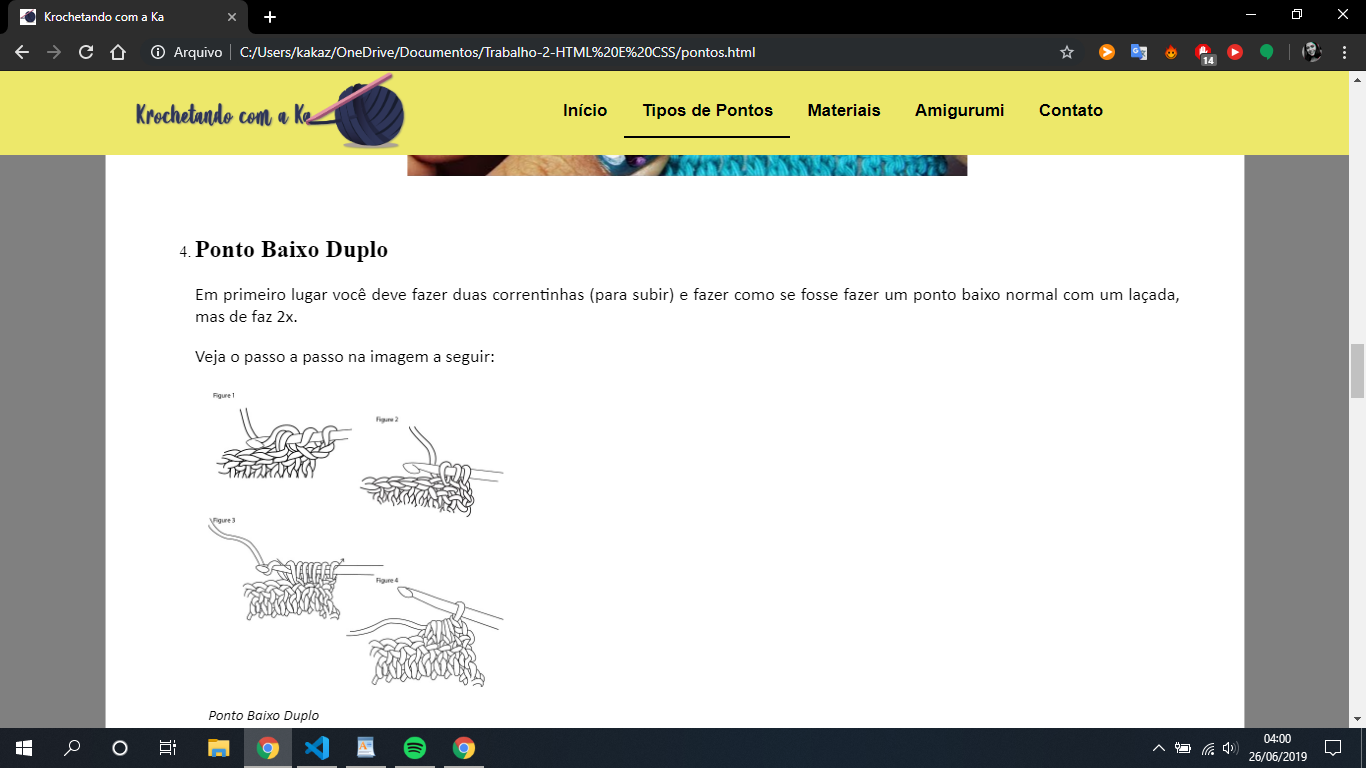 Krochetando com a Ka
Arquivo
C:/Users/kakaz/OneDrive/Documentos/Trabalho-2-HTML%20E%20CSS/pontos.html
14
Krochetando com a Ka
Início Tipos de Pontos Materiais Amigurumi Contato
4. Ponto Baixo Duplo
Em primeiro lugar você deve fazer duas correntinhas (para subir) e fazer como se fosse fazer um ponto baixo normal com um laçada,
mas de faz 2x.
Veja o passo a passo na imagem a seguir:
Figure 1
Figure 2
Figure 3
Figure 4
Ponto Baixo Duplo
04:00
26/06/2019